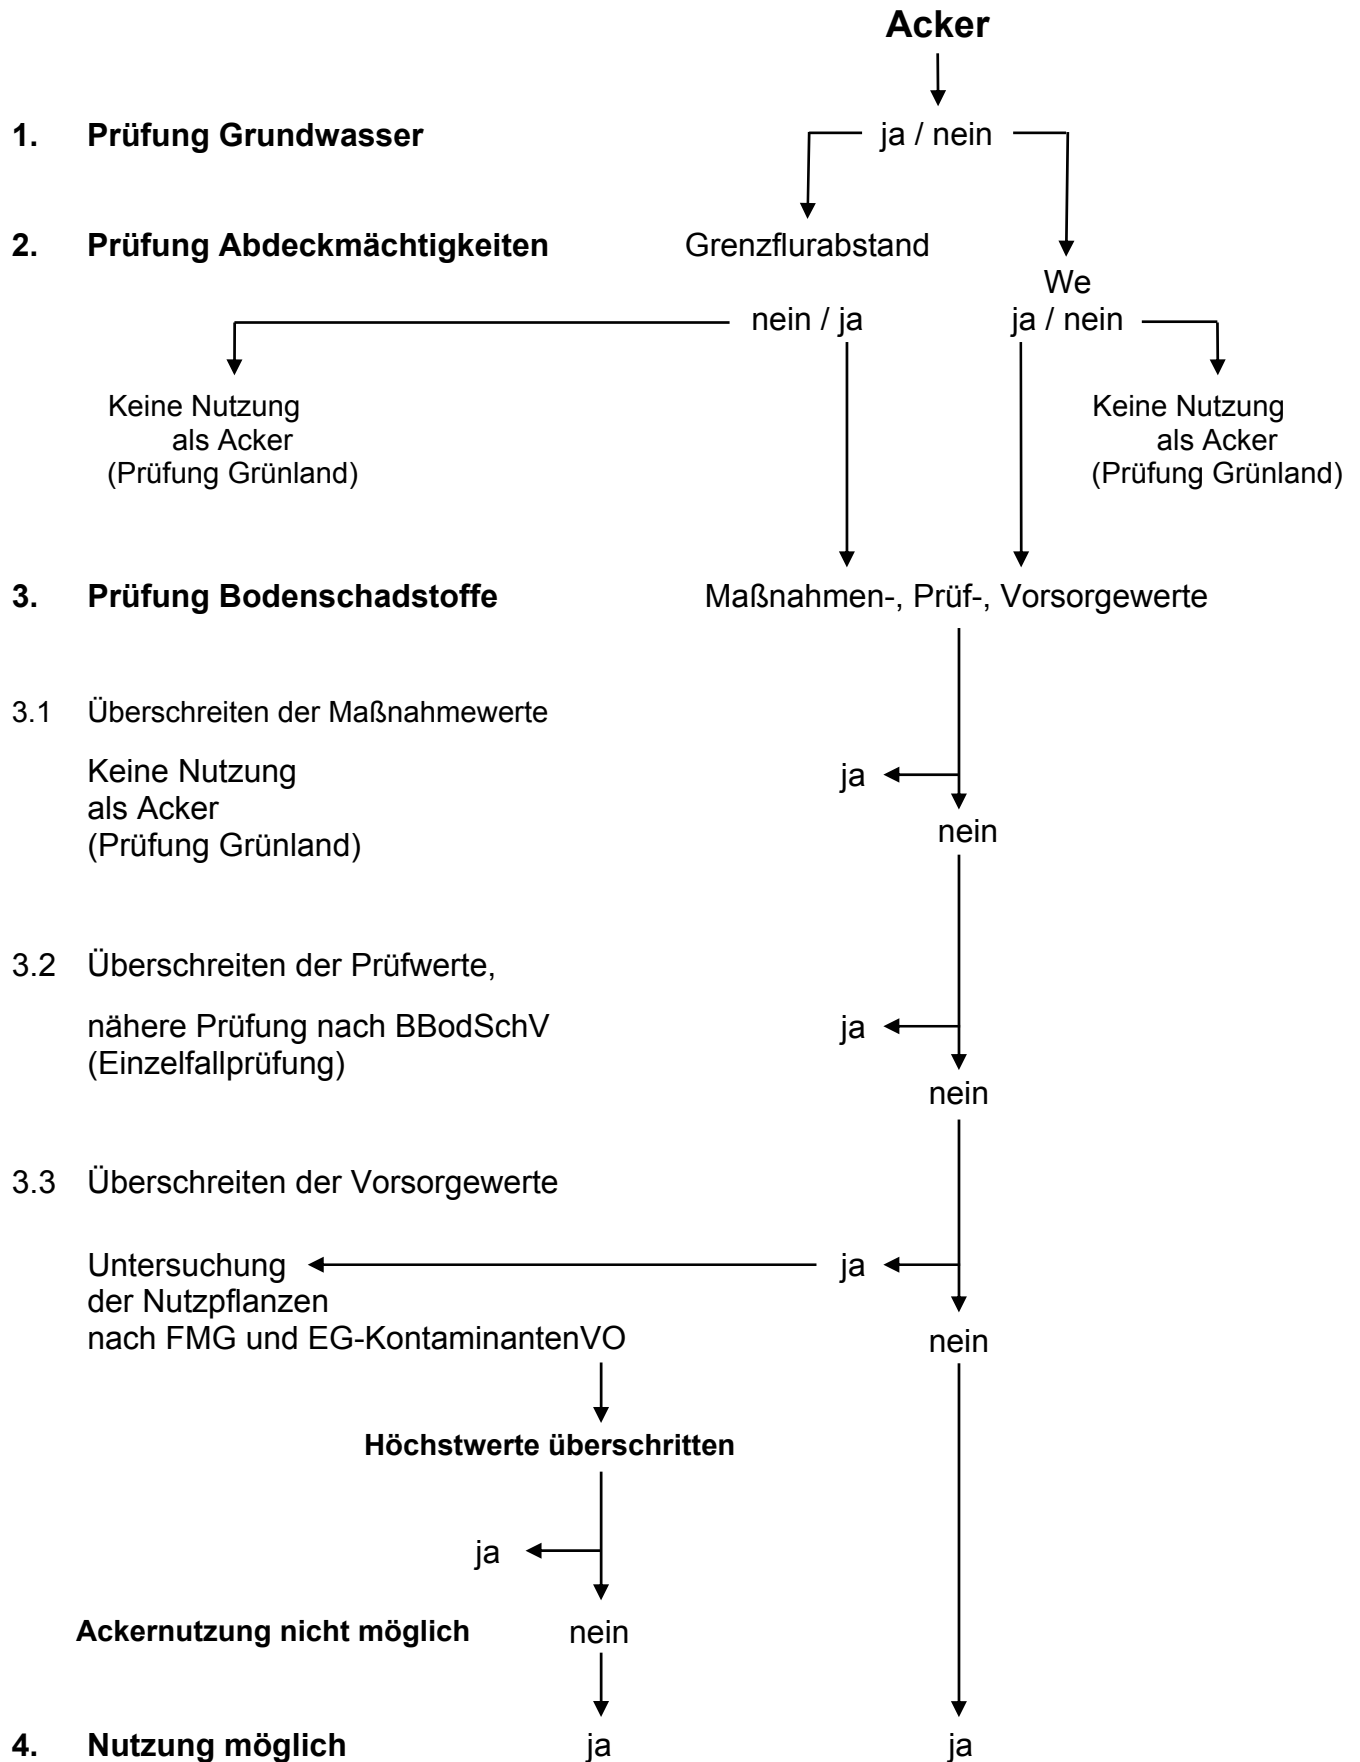 Acker
1. Prüfung Grundwasser ja / nein
2. Prüfung Abdeckmächtigkeiten Grenzflurabstand
We
nein / ja ja / nein
Keine Nutzung
als Acker
(Prüfung Grünland)
Keine Nutzung
als Acker
(Prüfung Grünland)
3. Prüfung Bodenschadstoffe Maßnahmen-, Prüf-, Vorsorgewerte
3.1 Überschreiten der Maßnahmewerte
Keine Nutzung ja
als Acker
(Prüfung Grünland) nein
3.2 Überschreiten der Prüfwerte,
nähere Prüfung nach BBodSchV ja
(Einzelfallprüfung)
nein
3.3 Überschreiten der Vorsorgewerte
Untersuchung ja
der Nutzpflanzen
nach FMG und EG-KontaminantenVO nein
Höchstwerte überschritten
ja
Ackernutzung nicht möglich nein
4. Nutzung möglich ja ja